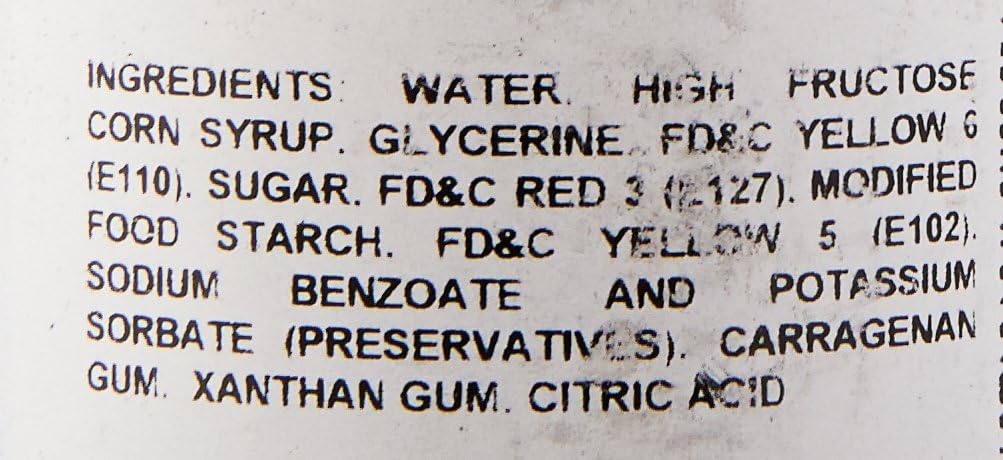 INGREDIENTS: WATER. HIGH FRUCTOSE
CORN SYRUP. GLYCERINE. FD&C YELLOW 6
(E110). SUGAR. FD&C RED 3 (E127). MODIFIED
FOOD STARCH. FD&C YELLOW 5 (E102).
SODIUM BENZOATE AND POTASSIUM
SORBATE (PRESERVATIVES). CARRAGENAN
GUM. XANTHAN GUM. CITRIC ACID